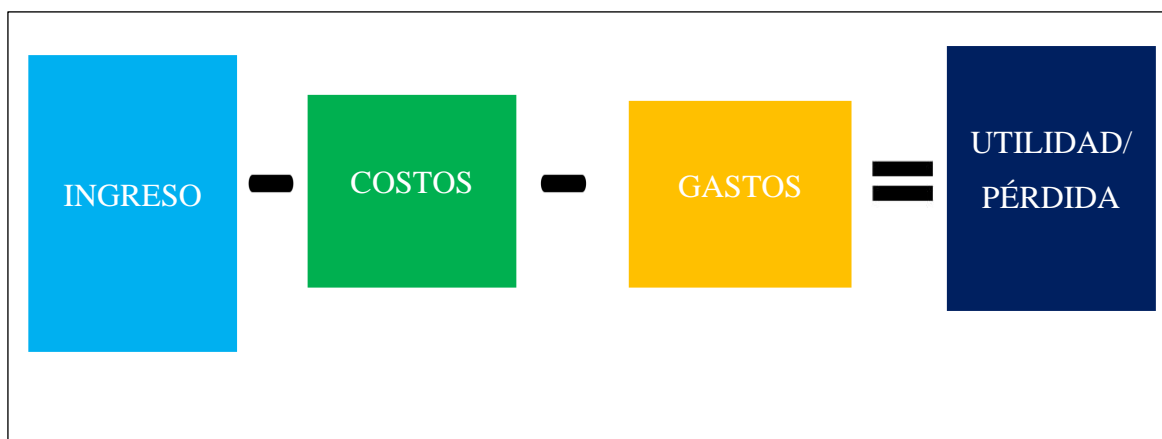 INGRESO
COSTOS
GASTOS
UTILIDAD/
PÉRDIDA